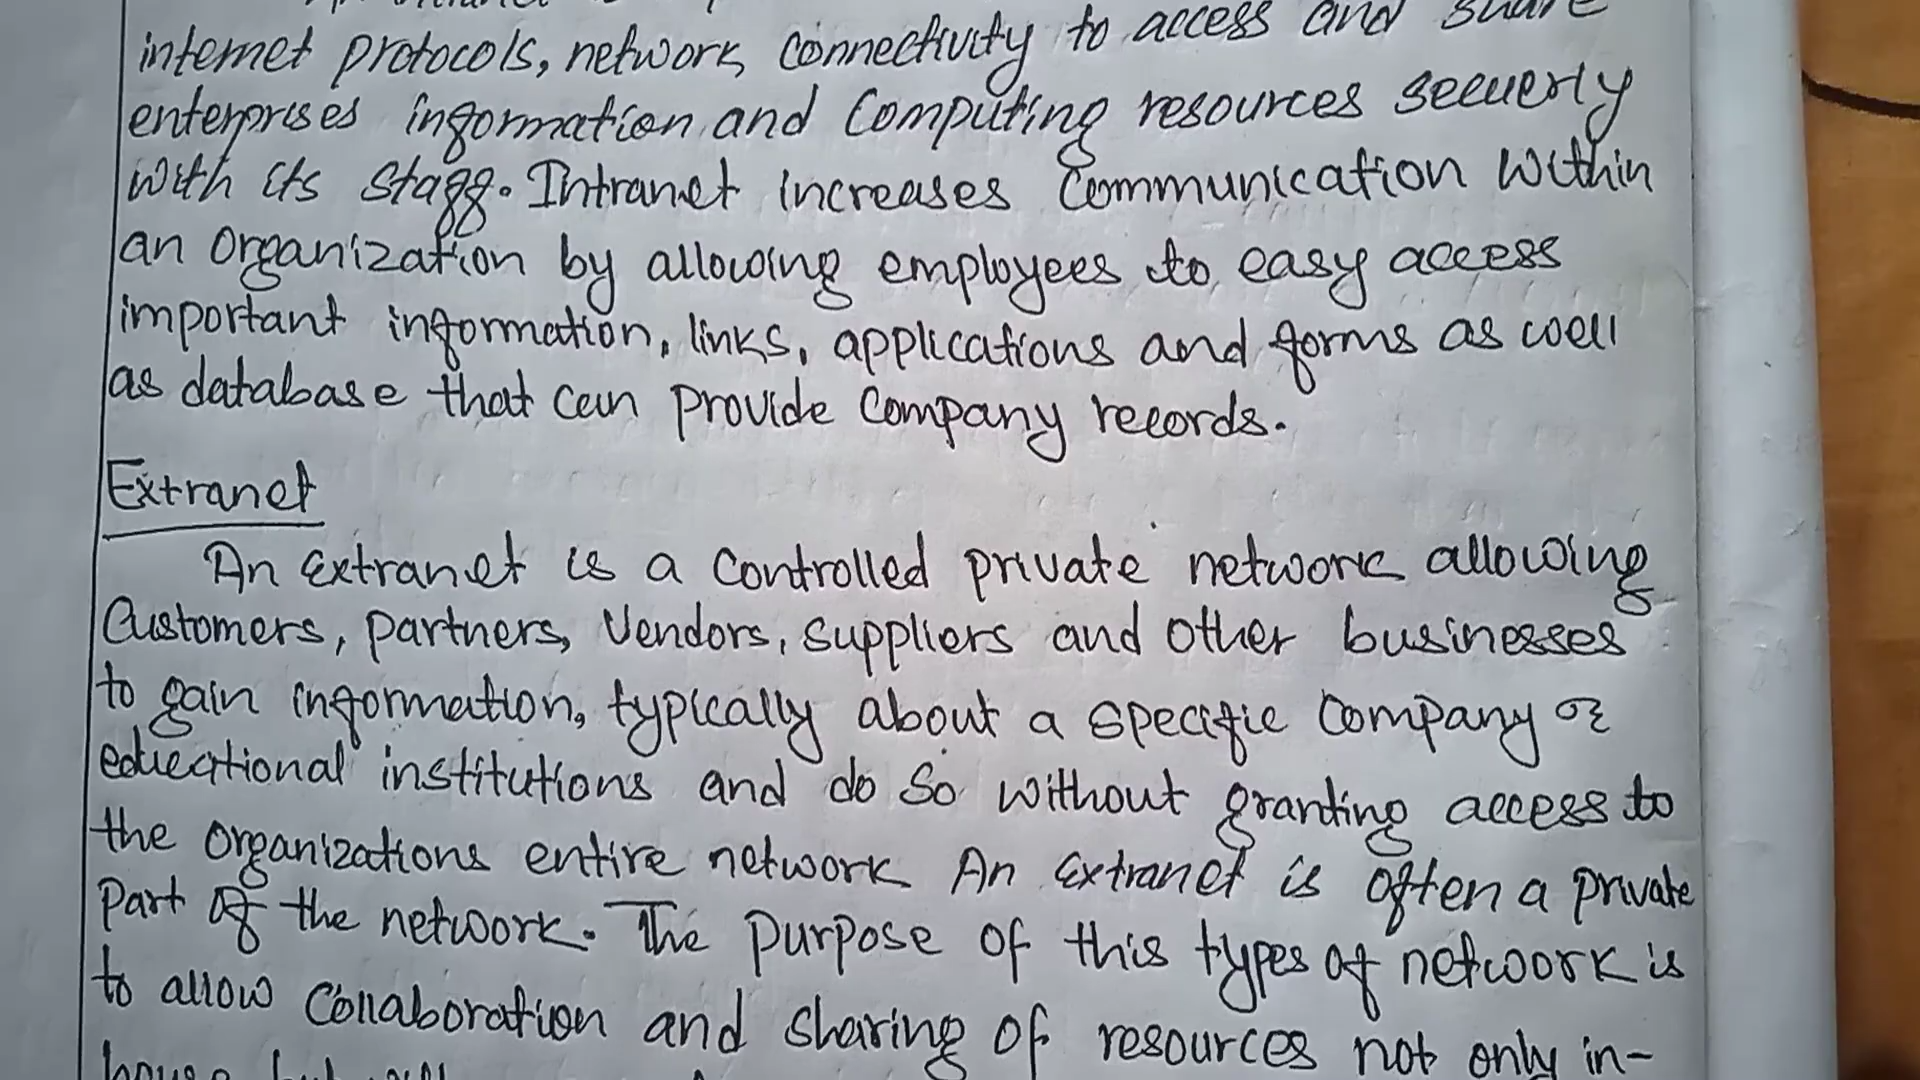 internet protocols, network connectivity to access and share
enterprises information and computing resources secuerly
with its staff. Intranet increases communication within
an organization by allowing employees to easy access
important information, links, applications and forms as well
as database that can provide company records.
Extranet
An extranet is a controlled private network allowing
Customers, partners, Vendors, suppliers and other businesses
to gain information, typically about a specific company or
educational institutions and do so without granting access to
the organizations entire network An extranet is often a private
part of the network. The purpose of this types of network is
to allow collaboration and sharing of resources not only in-